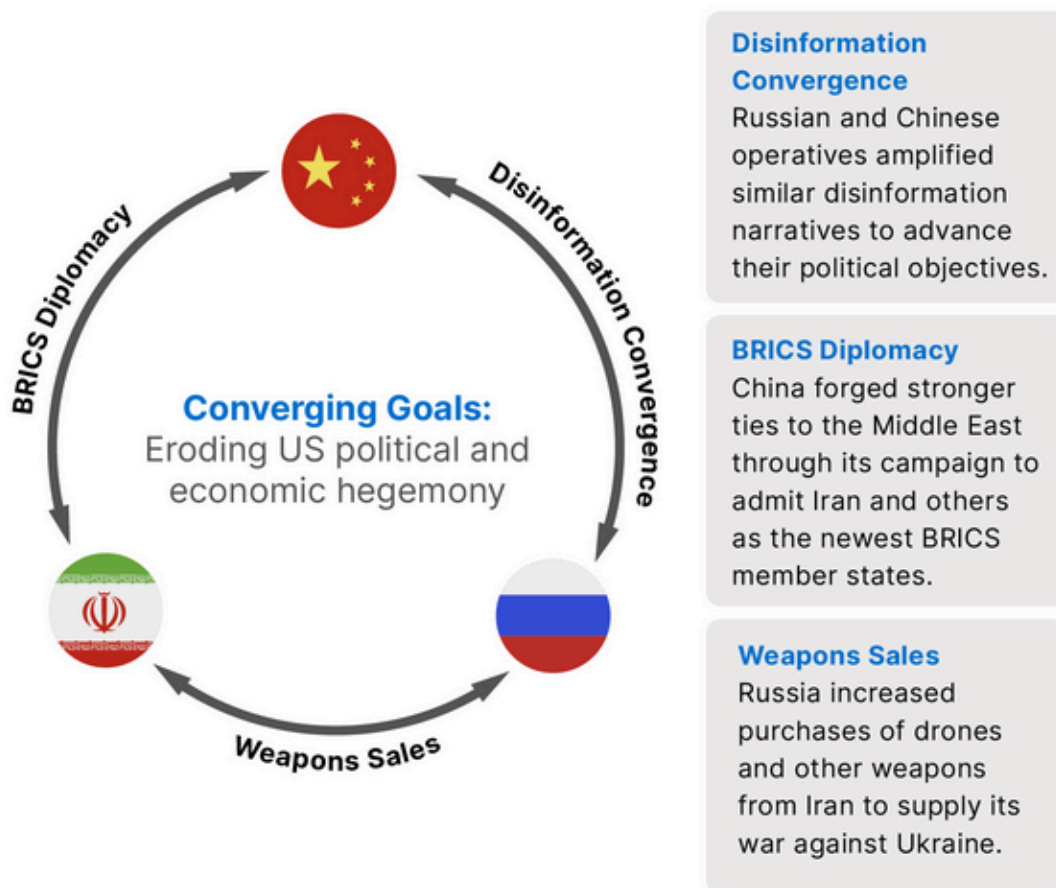 BRICS Diplomacy
Disinformation Convergence
Converging Goals:
Eroding US political and
economic hegemony
Weapons Sales
Disinformation
Convergence
Russian and Chinese
operatives amplified
similar disinformation
narratives to advance
their political objectives.
BRICS Diplomacy
China forged stronger
ties to the Middle East
through its campaign to
admit Iran and others
as the newest BRICS
member states.
Weapons Sales
Russia increased
purchases of drones
and other weapons
from Iran to supply its
war against Ukraine.